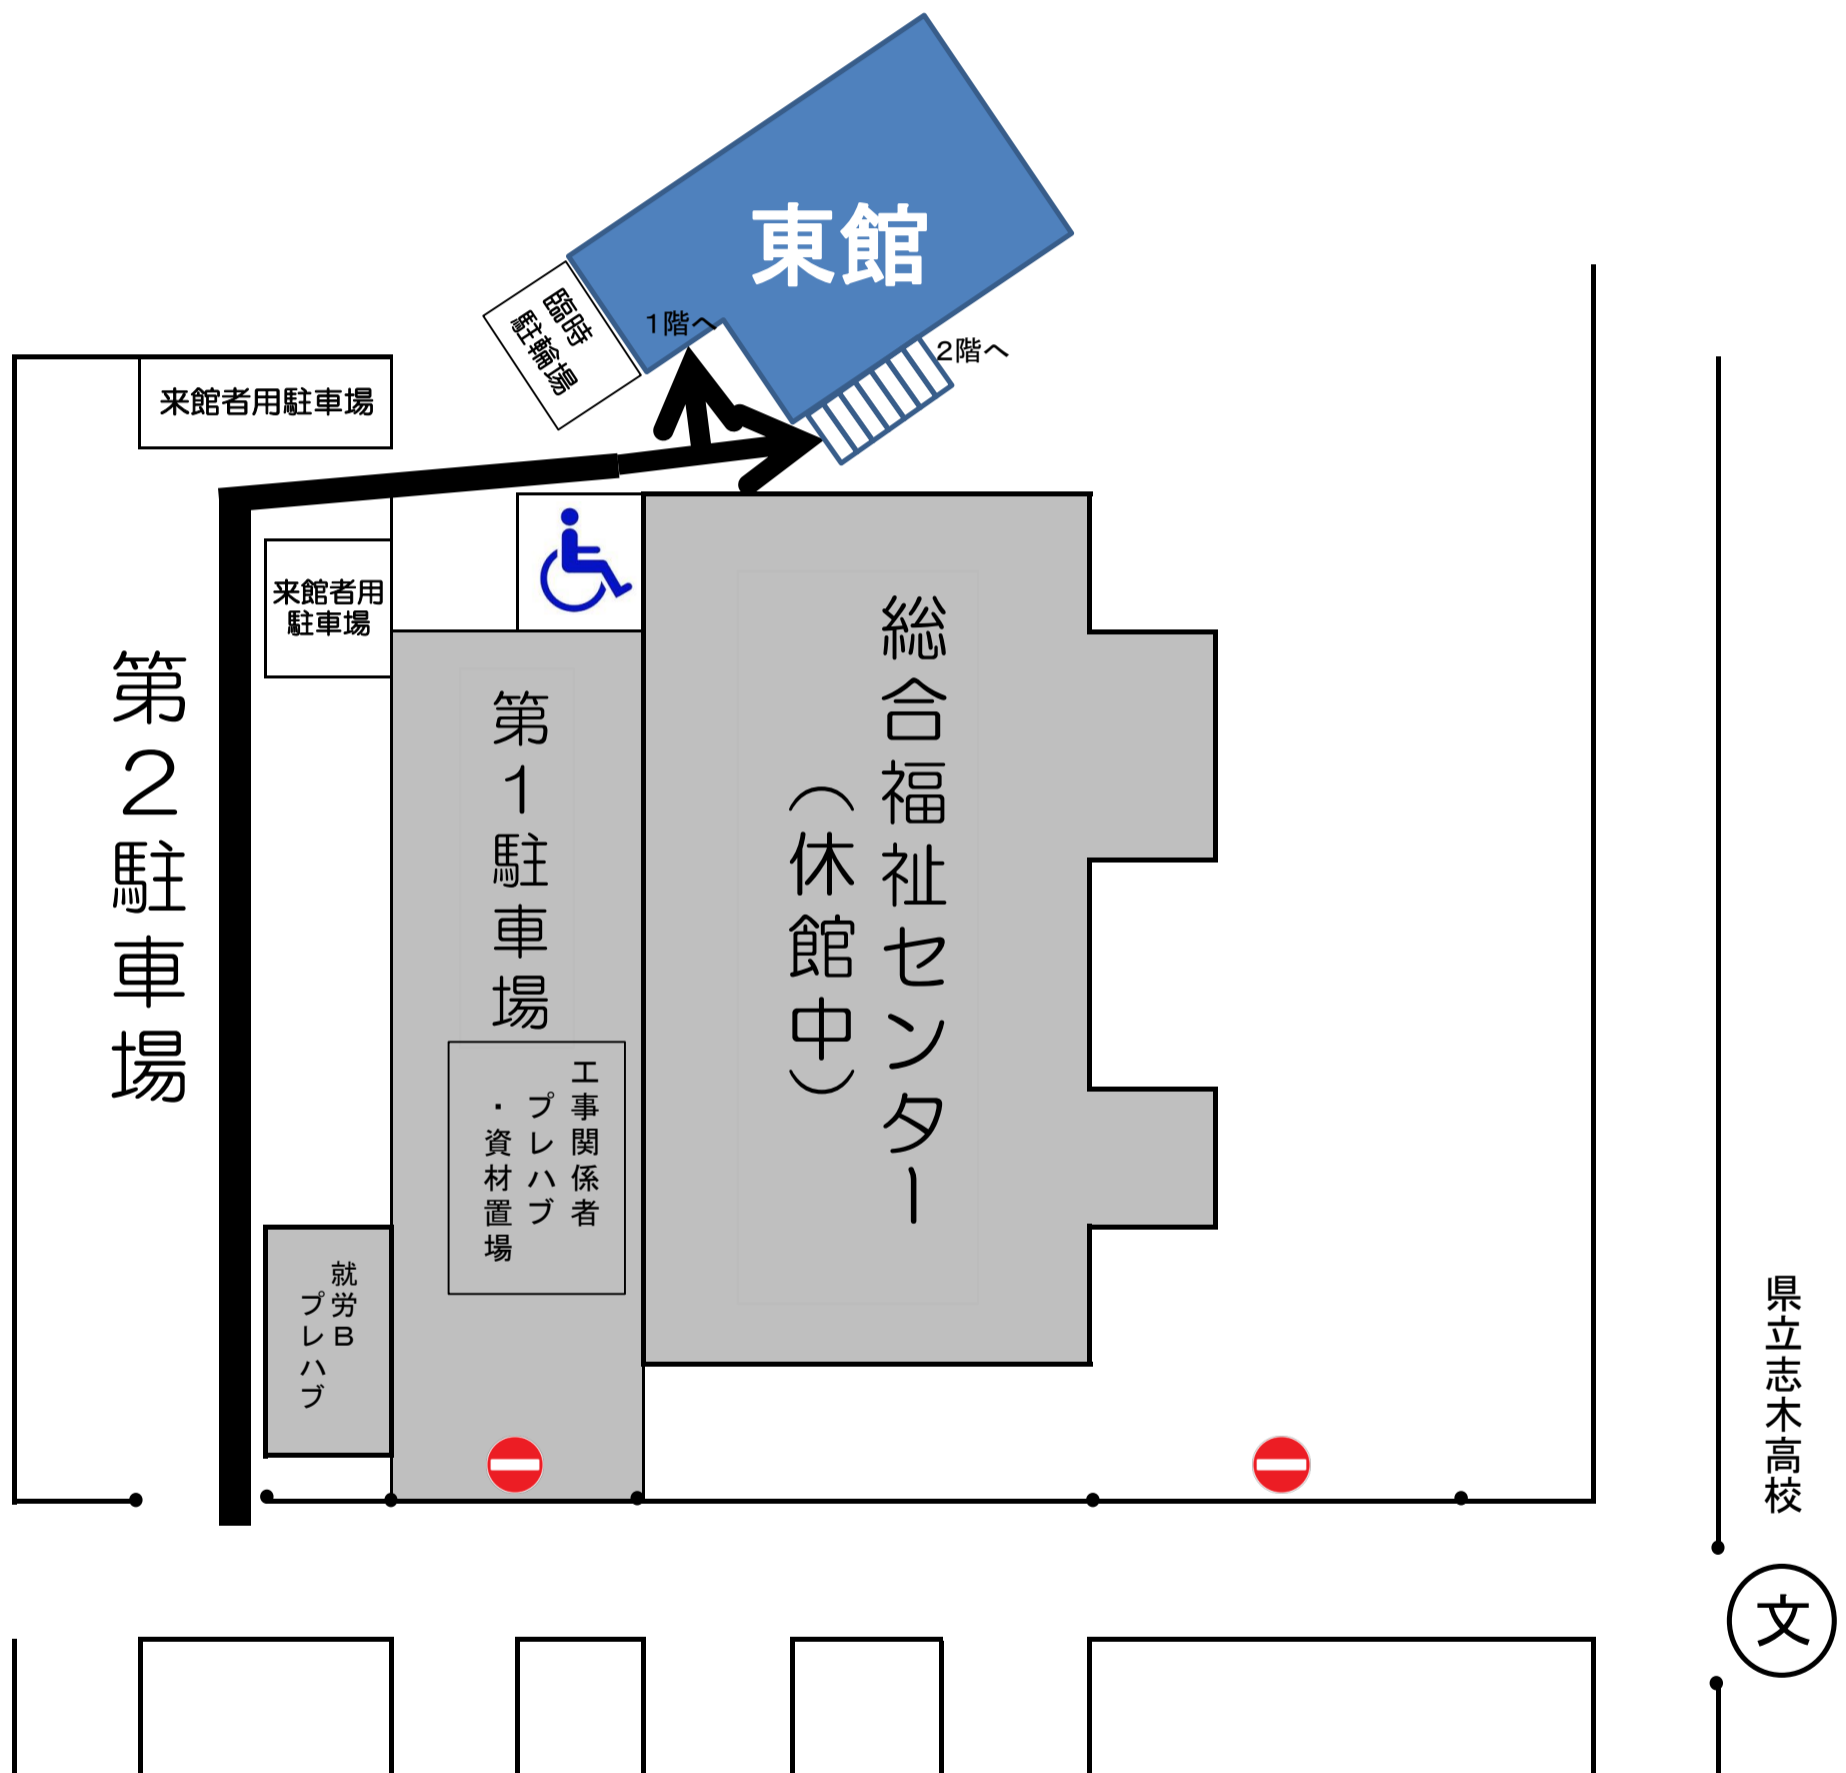 東館
1階へ
2階へ
臨時
駐輪場
来館者用駐車場
来館者用
駐車場
第2駐車場
第1駐車場
総合福祉センター
（休館中）
工事関係者
プレハブ
・資材置場
就労B
プレハブ
県立志木高校
文